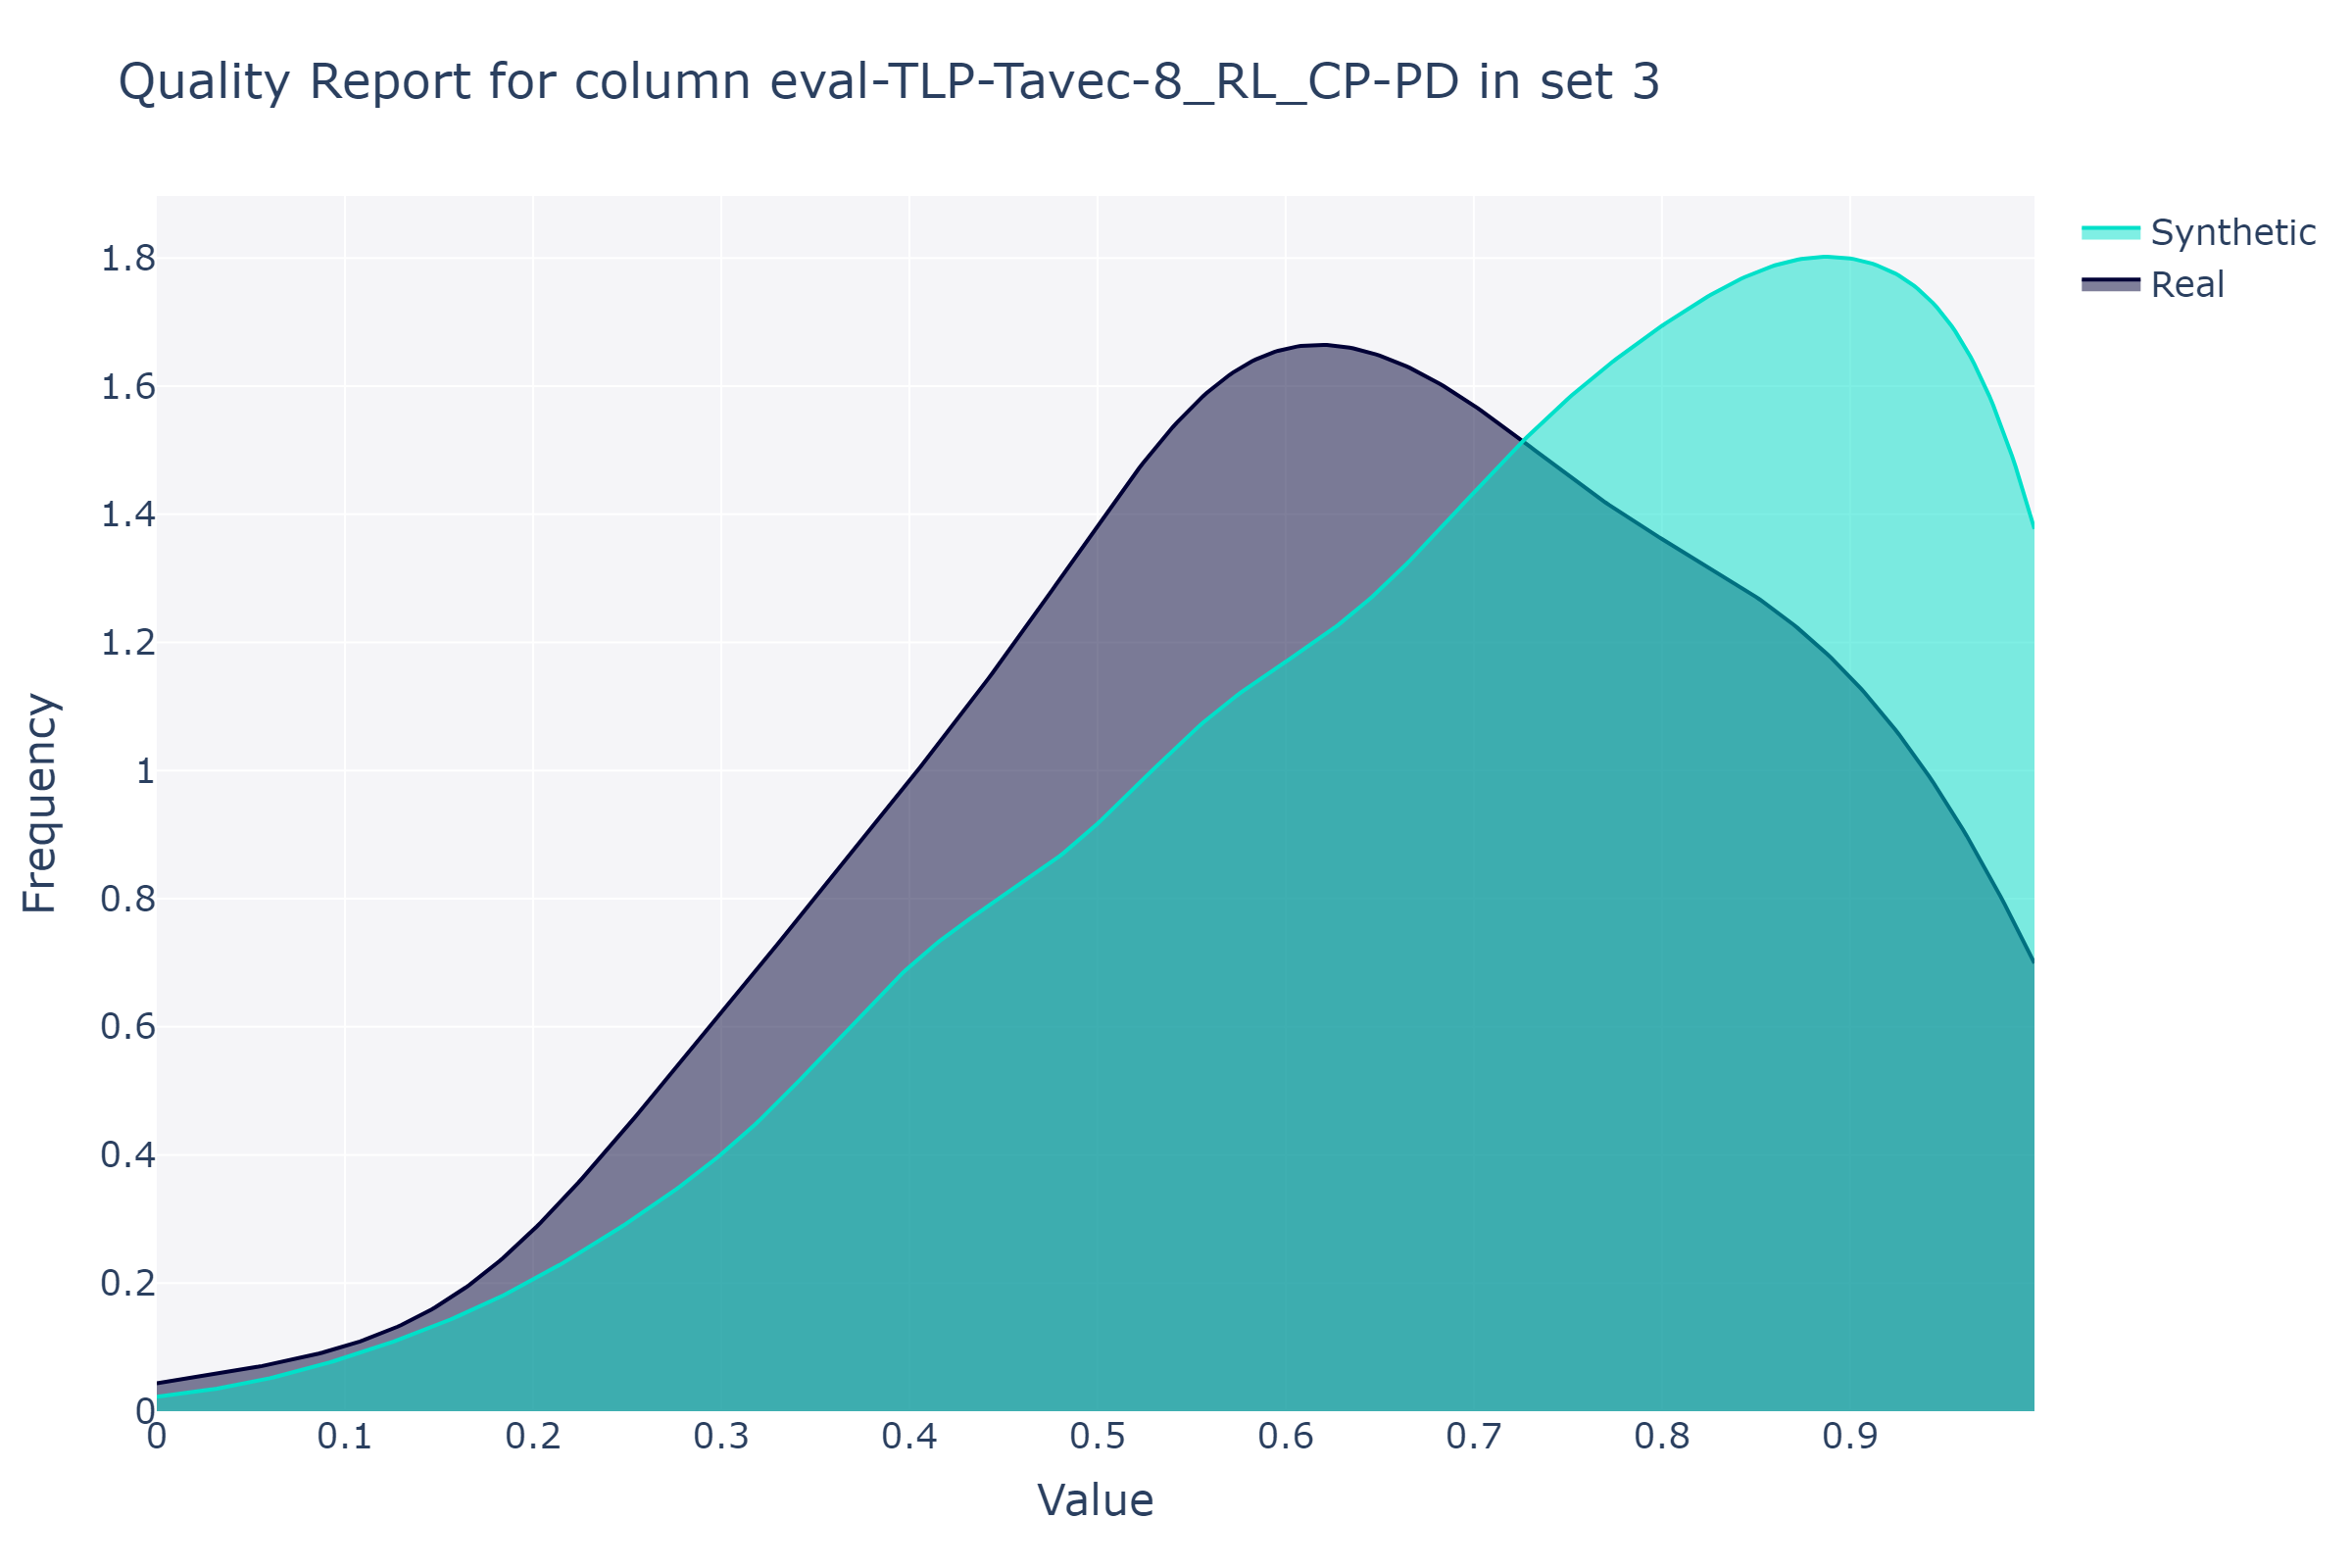 Quality Report for column eval-TLP-Tavec-8_RL_CP-PD in set 3
Synthetic
Real
Frequency
1.8
1.6
1.4
1.2
1
0.8
0.6
0.4
0.2
0
0 0.1 0.2 0.3 0.4 0.5 0.6 0.7 0.8 0.9
Value